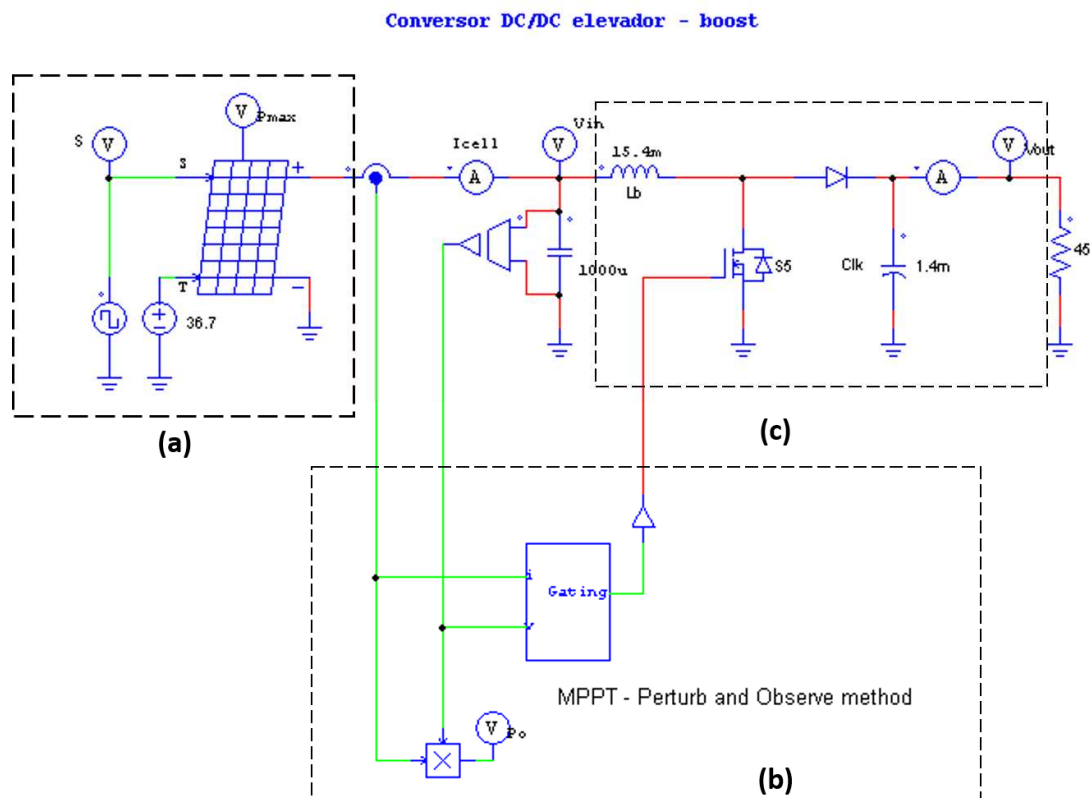 Conversor DC/DC elevador - boost
V
Pmax
S
V
S
+
T
-
+
-
36.7
(a)
Icell
A
V
Vin
1000u
15.4m
Lb
S5
Clk
1.4m
A
V
Vout
45
(c)
i
v
Gating
MPPT - Perturb and Observe method
V
Po
X
(b)